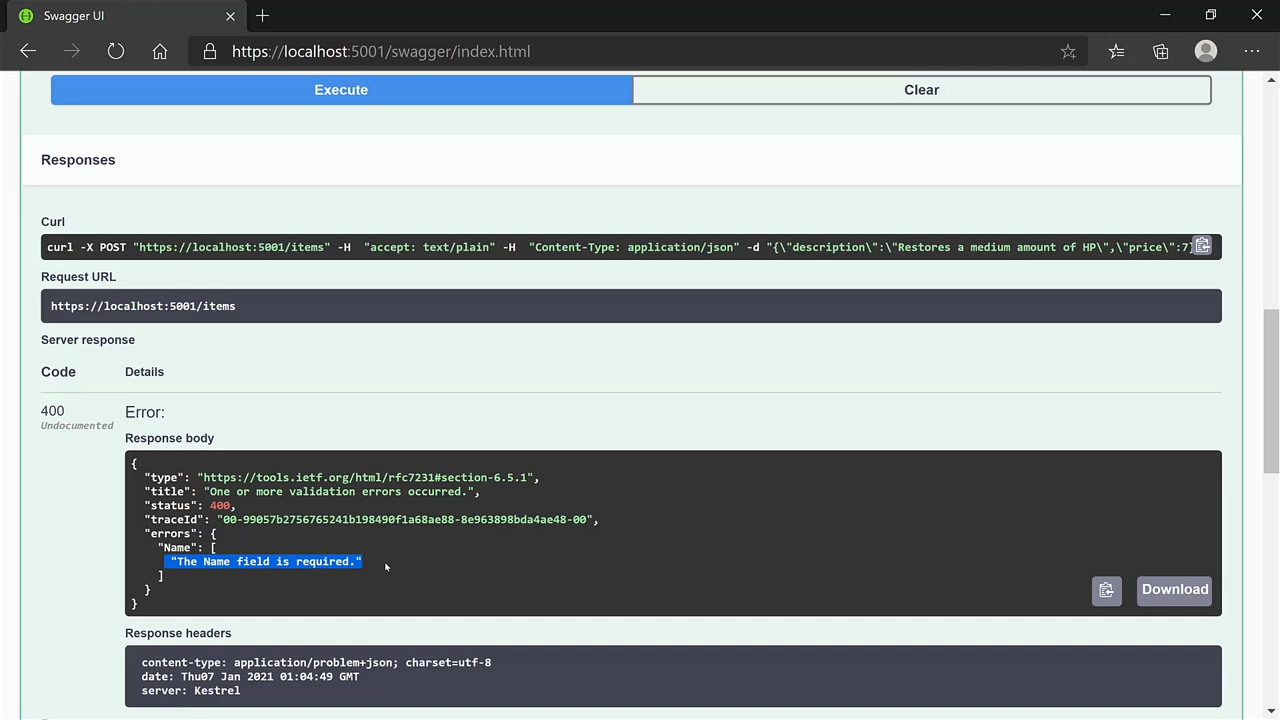 Swagger UI
https://localhost:5001/swagger/index.html
Execute
Clear
Responses
Curl
curl -X POST "https://localhost:5001/items" -H  "accept: text/plain" -H  "Content-Type: application/json" -d "{\"description\":\"Restores a medium amount of HP\",\"price\":7}
Request URL
https://localhost:5001/items
Server response
Code
Details
400
Undocumented
Error:
Response body
{
"type": "https://tools.ietf.org/html/rfc7231#section-6.5.1",
"title": "One or more validation errors occurred.",
"status": 400,
"traceId": "00-99057b2756765241b198490f1a68ae88-8e963898bda4ae48-00",
"errors": {
"Name": [
"The Name field is required."
]
}
}
Download
Response headers
content-type: application/problem+json; charset=utf-8
date: Thu07 Jan 2021 01:04:49 GMT
server: Kestrel